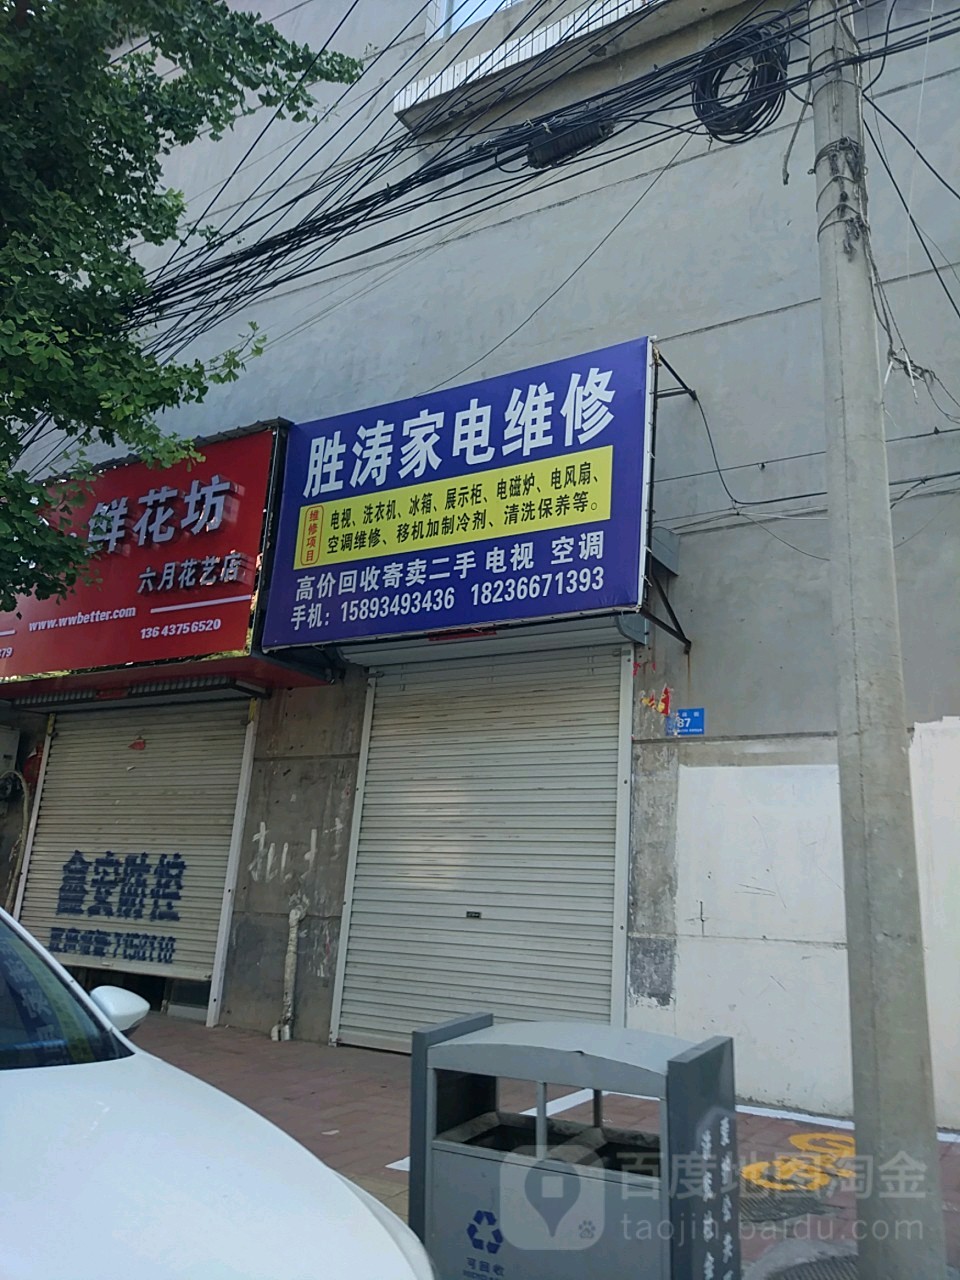 胜涛家电维修
维修项目
电视、洗衣机、冰箱、展示柜、电磁炉、电风扇、
空调维修、移机加制冷剂、清洗保养等。
高价回收寄卖二手 电视 空调
手机：15893493436 18236671393
鲜花坊
六月花艺店
www.wwbetter.com
13643756520
379
87
鑫安防控
7150110
可回收
百度地图淘金
taojin.baidu.com